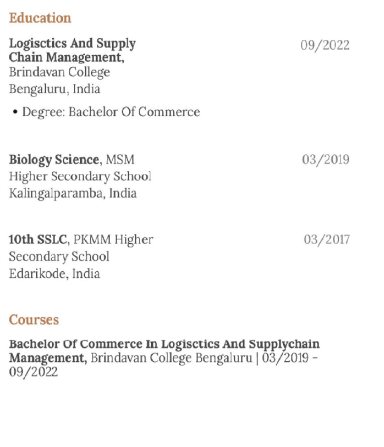 Education
Logisctics And Supply
Chain Management,
09/2022
Brindavan College
Bengaluru, India
• Degree: Bachelor Of Commerce
Biology Science, MSM
03/2019
Higher Secondary School
Kalingalparamba, India
10th SSLC, PKMM Higher
03/2017
Secondary School
Edarikode, India
Courses
Bachelor Of Commerce In Logisctics And Supplychain
Management, Brindavan College Bengaluru | 03/2019 -
09/2022